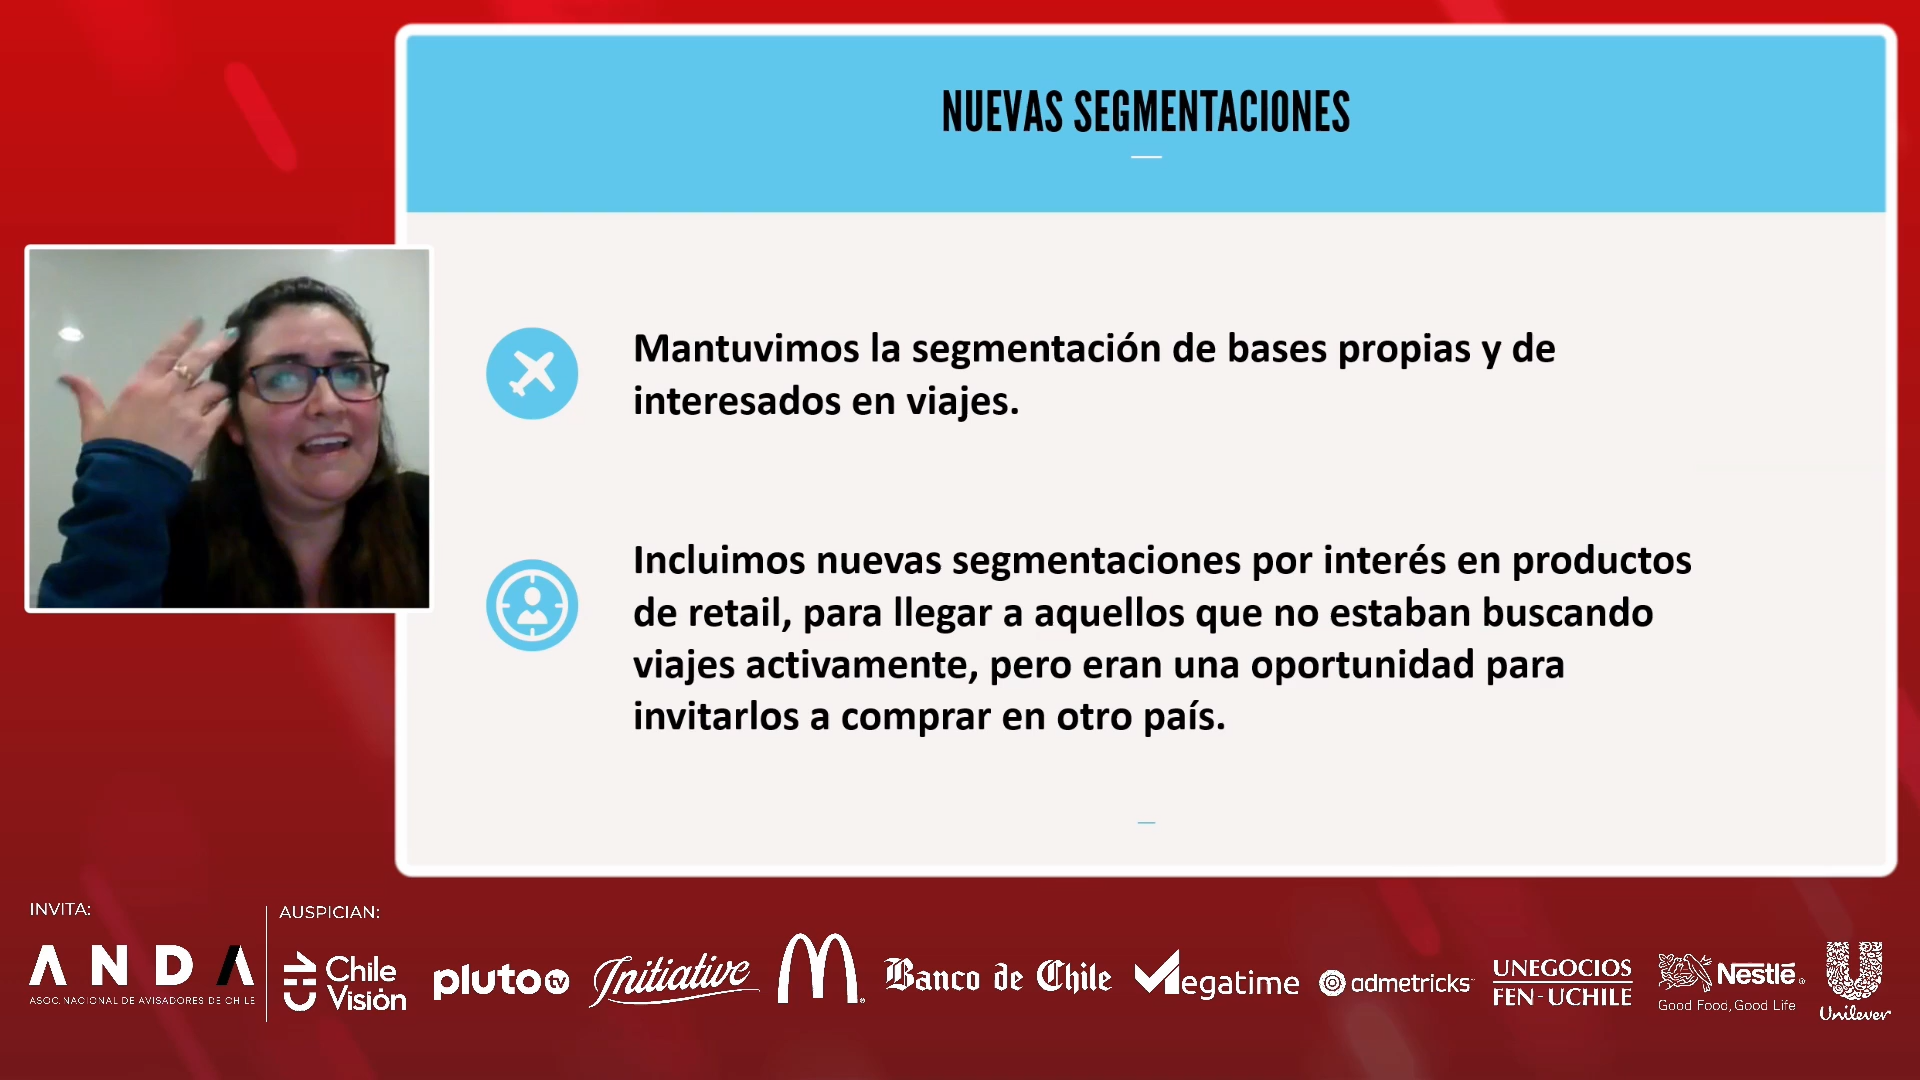 NUEVAS SEGMENTACIONES
Mantuvimos la segmentación de bases propias y de
interesados en viajes.
Incluimos nuevas segmentaciones por interés en productos
de retail, para llegar a aquellos que no estaban buscando
viajes activamente, pero eran una oportunidad para
invitarlos a comprar en otro país.
INVITA:
ANDA
ASOC. NACIONAL DE AVISADORES DE CHILE
AUSPICIAN:
CHV
Chile
Visión
pluto tv
Initiative
M
Banco de Chile
Megatime
admetricks
UNEGOCIOS
FEN-UCHILE
Nestlé
Good Food, Good Life
U
Unilever